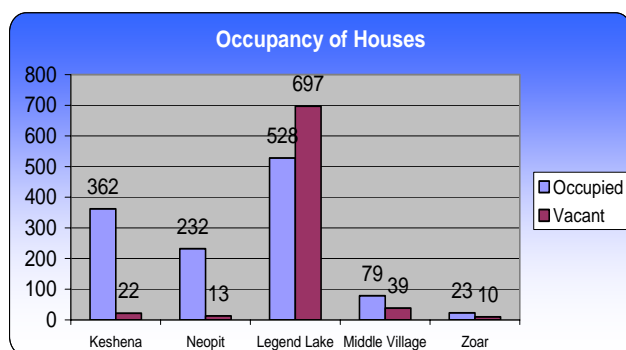 Occupancy of Houses
800
700
600
500
400
300
200
100
0
362
22
232
13
528
697
79
39
23
10
Keshena
Neopit
Legend Lake
Middle Village
Zoar
Occupied
Vacant